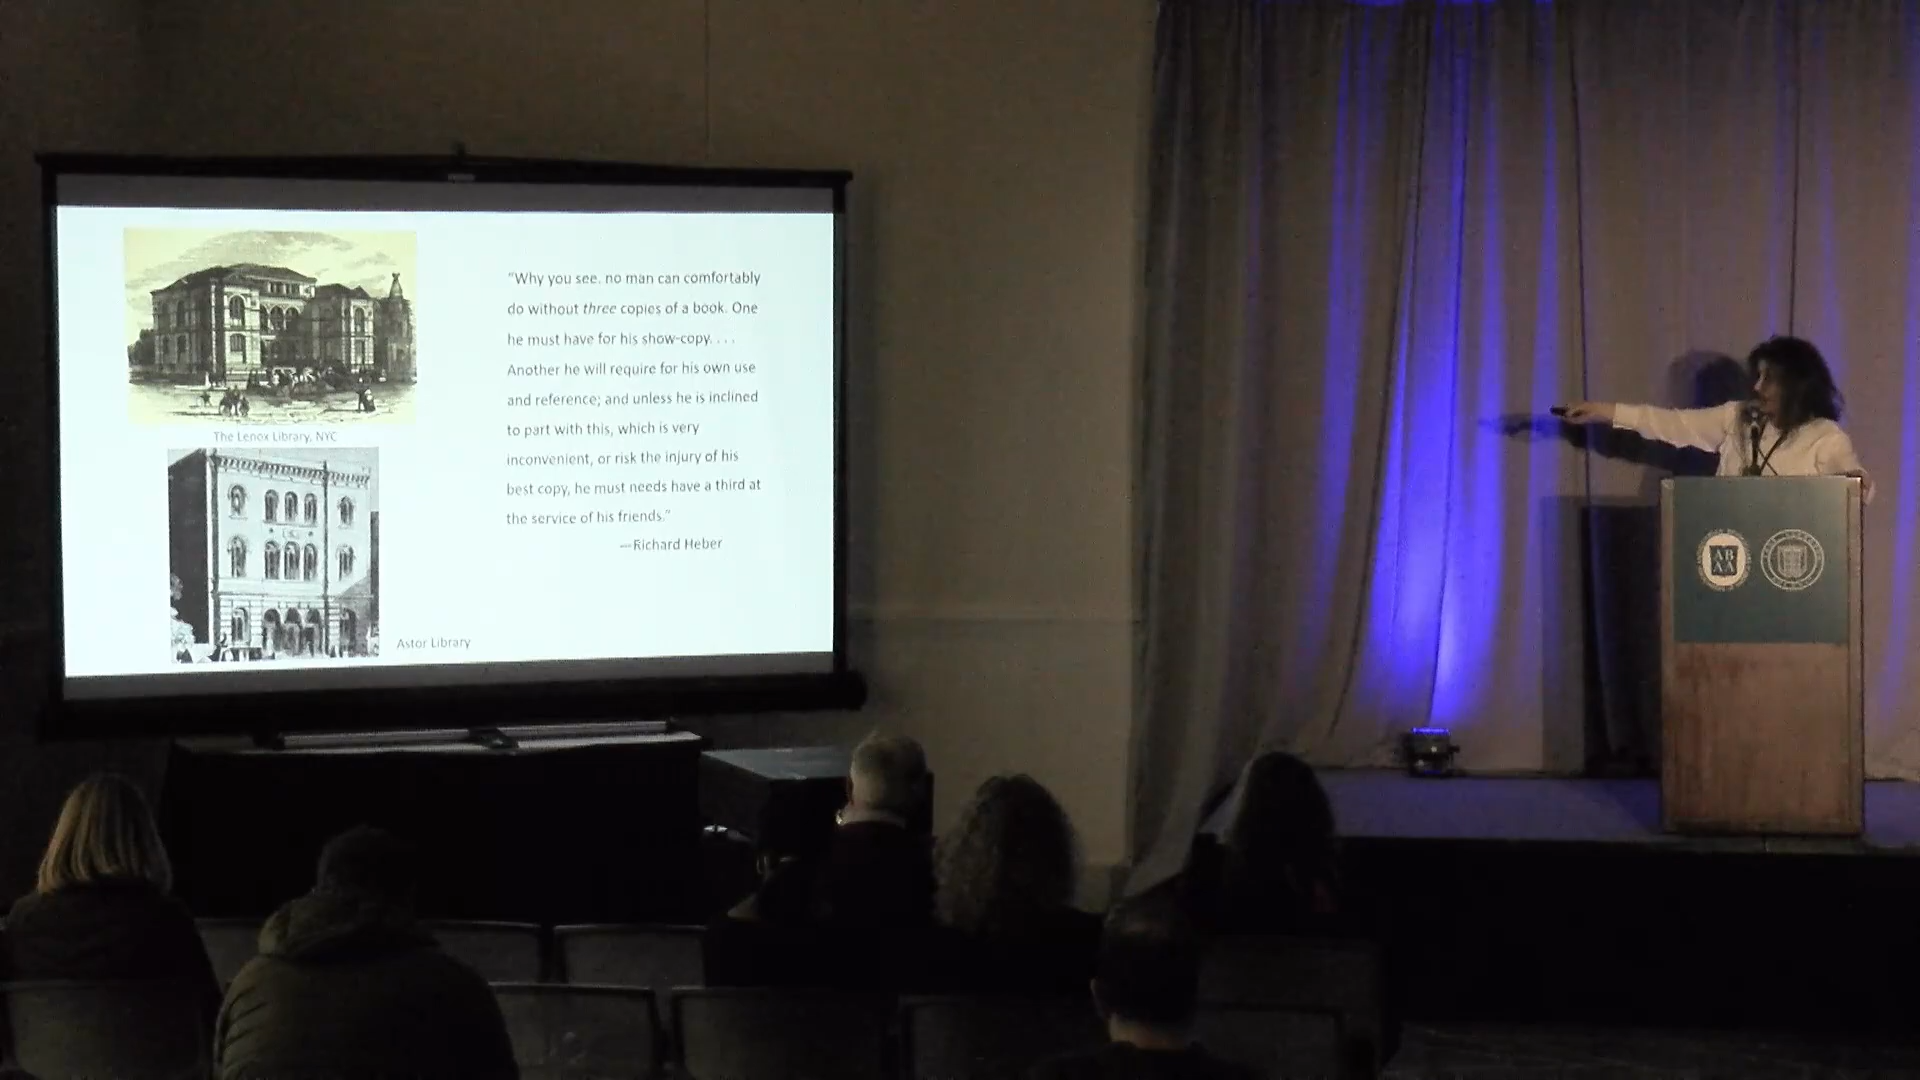 The Lenox Library, NYC
Astor Library
“Why you see, no man can comfortably
do without three copies of a book. One
he must have for his show-copy. . . .
Another he will require for his own use
and reference; and unless he is inclined
to part with this, which is very
inconvenient, or risk the injury of his
best copy, he must needs have a third at
the service of his friends.”
—Richard Heber
AB
AA